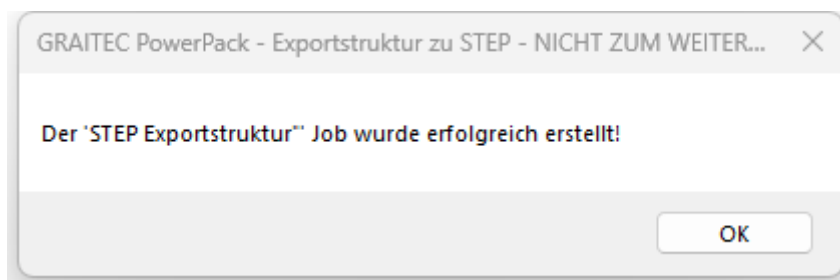 GRAITEC PowerPack - Exportstruktur zu STEP - NICHT ZUM WEITER...
Der 'STEP Exportstruktur"' Job wurde erfolgreich erstellt!
OK